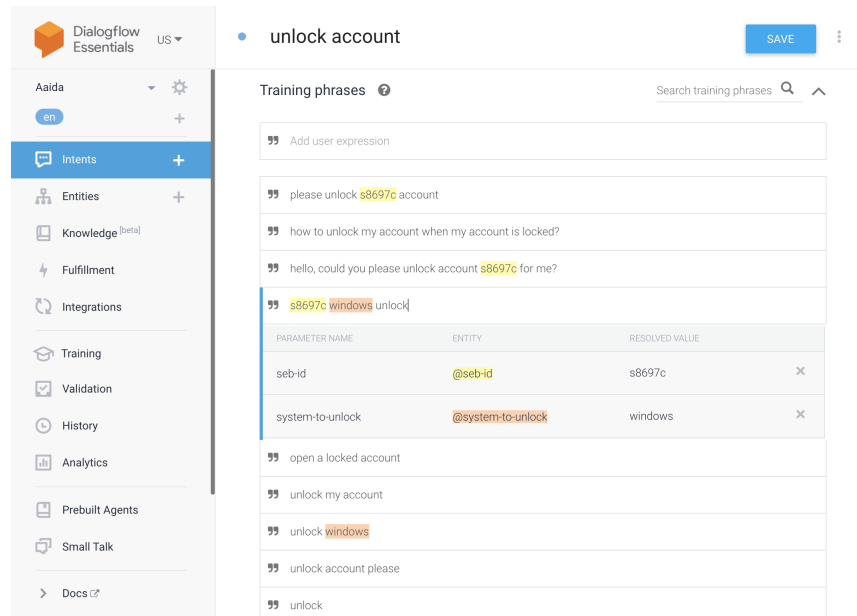 Dialogflow
Essentials
US
unlock account
SAVE
Aaida
en
Training phrases
Search training phrases
Add user expression
Intents
Entities
Knowledge [beta]
Fulfillment
Integrations
Training
Validation
History
Analytics
Prebuilt Agents
Small Talk
Docs
please unlock s8697c account
how to unlock my account when my account is locked?
hello, could you please unlock account s8697c for me?
s8697c windows unlock
PARAMETER NAME ENTITY RESOLVED VALUE
seb-id @seb-id s8697c
system-to-unlock @system-to-unlock windows
open a locked account
unlock my account
unlock windows
unlock account please
unlock